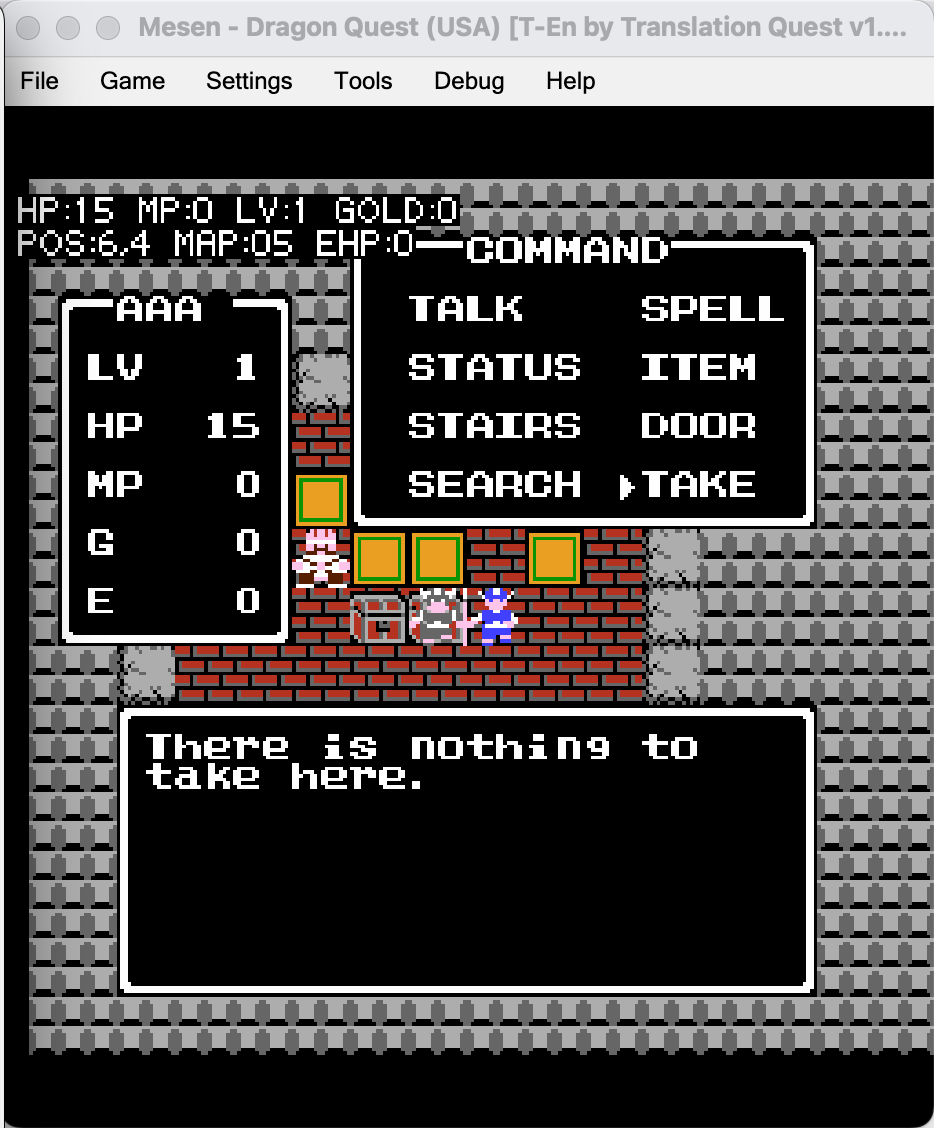 Mesen - Dragon Quest (USA) [T-En by Translation Quest v1....
File Game Settings Tools Debug Help
HP:15 MP:0 LV:1 GOLD:0
POS:6,4 MAP:05 EHP:0
COMMAND
TALK SPELL
STATUS ITEM
STAIRS DOOR
SEARCH TAKE
AAA
LV 1
HP 15
MP 0
G 0
E 0
There is nothing to
take here.